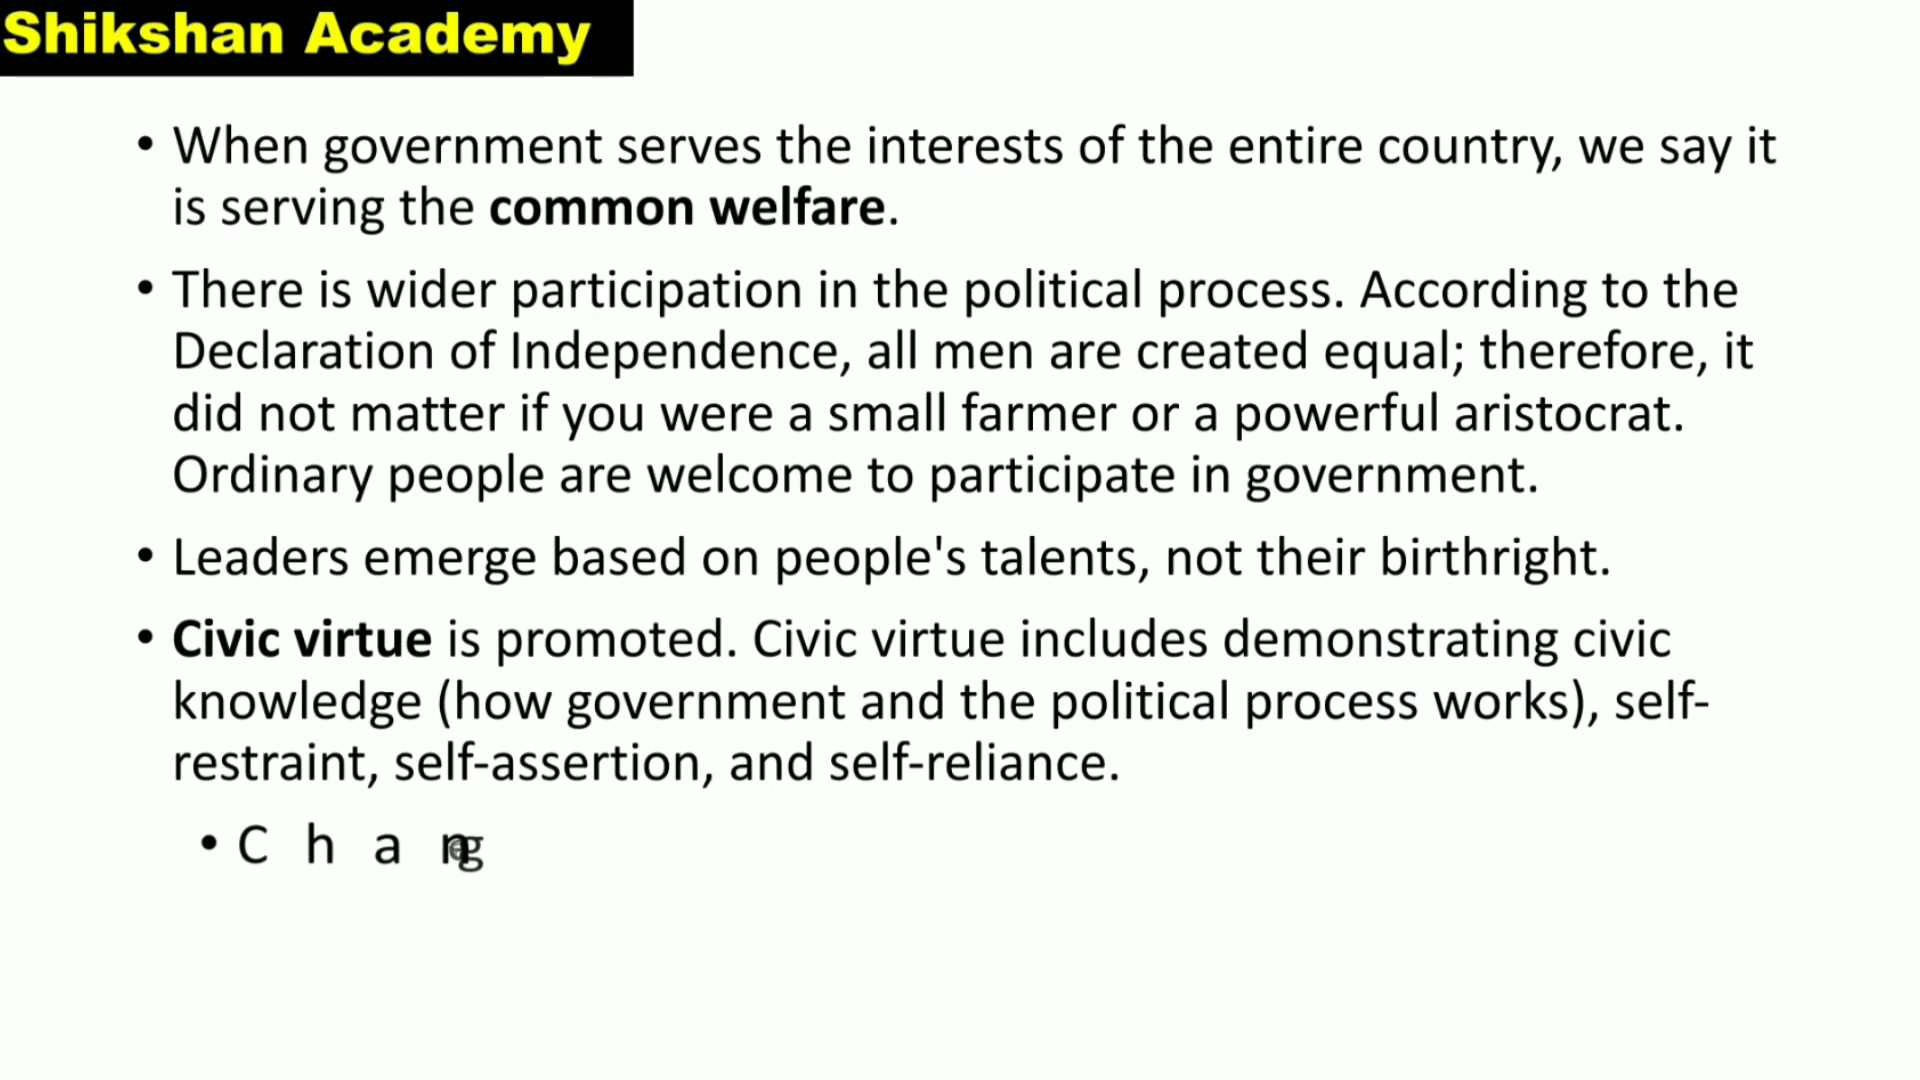 Shikshan Academy
• When government serves the interests of the entire country, we say it
is serving the common welfare.
• There is wider participation in the political process. According to the
Declaration of Independence, all men are created equal; therefore, it
did not matter if you were a small farmer or a powerful aristocrat.
Ordinary people are welcome to participate in government.
• Leaders emerge based on people's talents, not their birthright.
• Civic virtue is promoted. Civic virtue includes demonstrating civic
knowledge (how government and the political process works), self-
restraint, self-assertion, and self-reliance.